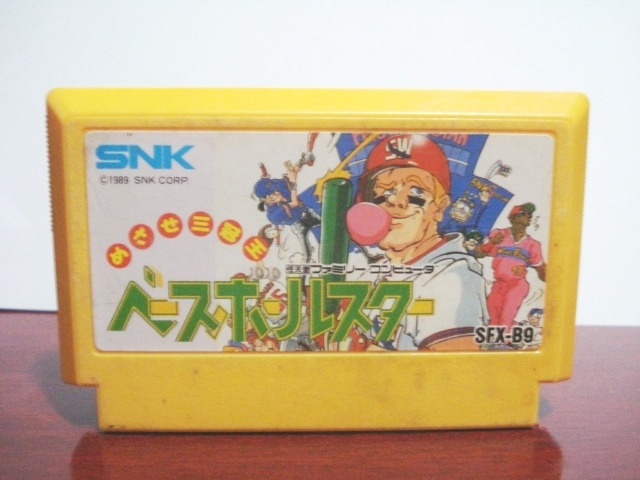 SNK
©1989 SNK CORP.
めざせ三冠王
任天堂ファミリーコンピュータ
ベースボールスター
SW
SFX-B9